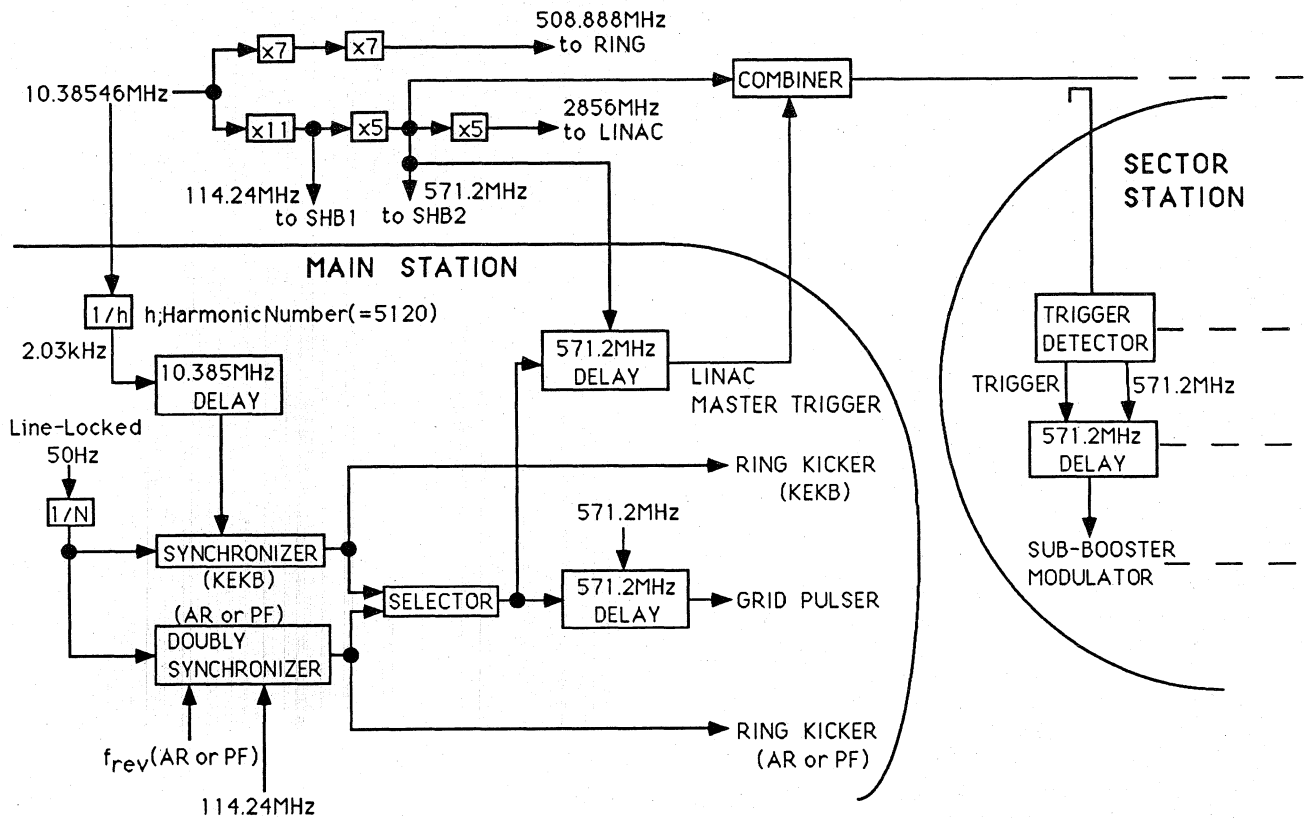 508.888MHz
to RING
x7
x7
COMBINER
10.38546MHz
x11
x5
x5
2856MHz
to LINAC
SECTOR
STATION
114.24MHz
to SHB1
571.2MHz
to SHB2
MAIN STATION
1/h
h;HarmonicNumber(=5120)
2.03kHz
10.385MHz
DELAY
571.2MHz
DELAY
LINAC
MASTER TRIGGER
TRIGGER
DETECTOR
TRIGGER
571.2MHz
571.2MHz
DELAY
SUB-BOOSTER
MODULATOR
Line-Locked
50Hz
1/N
RING KICKER
(KEKB)
571.2MHz
SYNCHRONIZER
(KEKB)
SELECTOR
571.2MHz
DELAY
GRID PULSER
(AR or PF)
DOUBLY
SYNCHRONIZER
RING KICKER
(AR or PF)
frev(AR or PF)
114.24MHz